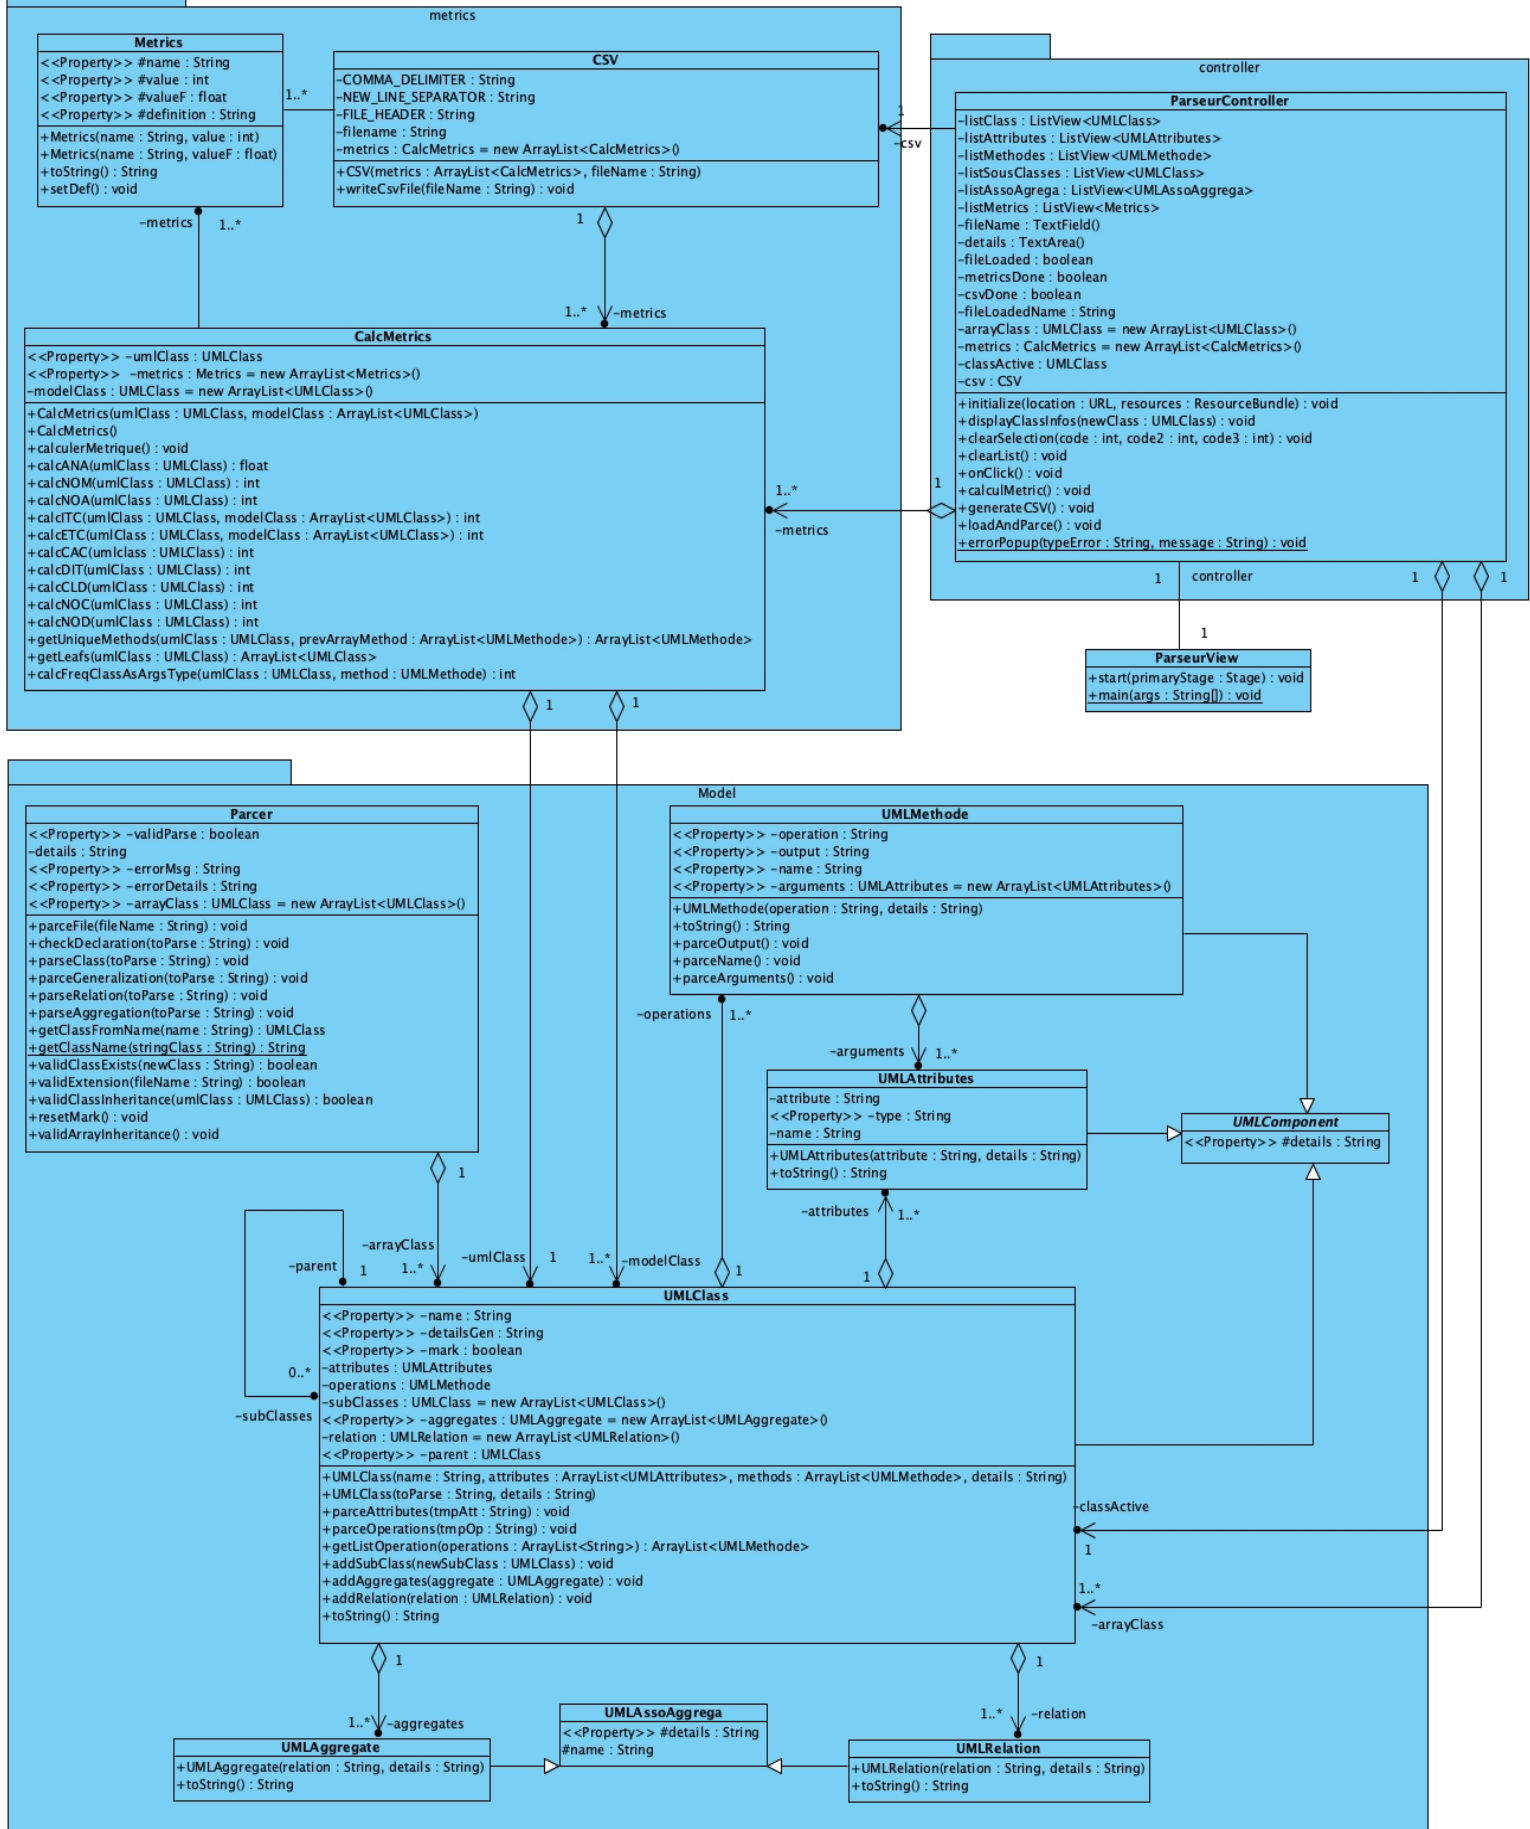 metrics
Metrics
<<Property>> #name : String
<<Property>> #value : int
<<Property>> #valueF : float
<<Property>> #definition : String
+Metrics(name : String, value : int)
+Metrics(name : String, valueF : float)
+toString() : String
+setDef() : void
1..*
CSV
-COMMA_DELIMITER : String
-NEW_LINE_SEPARATOR : String
-FILE_HEADER : String
-filename : String
-metrics : CalcMetrics = new ArrayList<CalcMetrics>()
+CSV(metrics : ArrayList<CalcMetrics>, fileName : String)
+writeCsvFile(fileName : String) : void
1
-csv
-metrics
1..*
1
1..*
-metrics
CalcMetrics
<<Property>> -umlClass : UMLClass
<<Property>> -metrics : Metrics = new ArrayList<Metrics>()
-modelClass : UMLClass = new ArrayList<UMLClass>()
+CalcMetrics(umlClass : UMLClass, modelClass : ArrayList<UMLClass>)
+CalcMetrics()
+calculerMetrique() : void
+calcANA(umlClass : UMLClass) : float
+calcNOM(umlClass : UMLClass) : int
+calcNOA(umlClass : UMLClass) : int
+calcITC(umlClass : UMLClass, modelClass : ArrayList<UMLClass>) : int
+calcETC(umlClass : UMLClass, modelClass : ArrayList<UMLClass>) : int
+calcCAC(umlclass : UMLClass) : int
+calcDIT(umlClass : UMLClass) : int
+calcCLD(umlClass : UMLClass) : int
+calcNOC(umlClass : UMLClass) : int
+calcNOD(umlClass : UMLClass) : int
+getUniqueMethods(umlClass : UMLClass, prevArrayMethod : ArrayList<UMLMethode>) : ArrayList<UMLMethode>
+getLeafs(umlClass : UMLClass) : ArrayList<UMLClass>
+calcFreqClassAsArgsType(umlClass : UMLClass, method : UMLMethode) : int
1
1
controller
ParseurController
-listClass : ListView<UMLClass>
-listAttributes : ListView<UMLAttributes>
-listMethodes : ListView<UMLMethode>
-listSousClasses : ListView<UMLClass>
-listAssoAgrega : ListView<UMLAssoAggrega>
-listMetrics : ListView<Metrics>
-fileName : TextField()
-details : TextArea()
-fileLoaded : boolean
-metricsDone : boolean
-csvDone : boolean
-fileLoadedName : String
-arrayClass : UMLClass = new ArrayList<UMLClass>()
-metrics : CalcMetrics = new ArrayList<CalcMetrics>()
-classActive : UMLClass
-csv : CSV
+initialize(location : URL, resources : ResourceBundle) : void
+displayClassInfos(newClass : UMLClass) : void
+clearSelection(code : int, code2 : int, code3 : int) : void
+clearList() : void
+onClick() : void
+calculMetric() : void
+generateCSV() : void
+loadAndParce() : void
+errorPopup(typeError : String, message : String) : void
1..*
-metrics
1
1
controller
1
1
1
ParseurView
+start(primaryStage : Stage) : void
+main(args : String[]) : void
Model
Parcer
<<Property>> -validParse : boolean
-details : String
<<Property>> -errorMsg : String
<<Property>> -errorDetails : String
<<Property>> -arrayClass : UMLClass = new ArrayList<UMLClass>()
+parceFile(fileName : String) : void
+checkDeclaration(toParse : String) : void
+parseClass(toParse : String) : void
+parceGeneralization(toParse : String) : void
+parseRelation(toParse : String) : void
+parseAggregation(toParse : String) : void
+getClassFromName(name : String) : UMLClass
+getClassName(stringClass : String) : String
+validClassExists(newClass : String) : boolean
+validExtension(fileName : String) : boolean
+validClassInheritance(umlClass : UMLClass) : boolean
+resetMark() : void
+validArrayInheritance() : void
1
UMLMethode
<<Property>> -operation : String
<<Property>> -output : String
<<Property>> -name : String
<<Property>> -arguments : UMLAttributes = new ArrayList<UMLAttributes>()
+UMLMethode(operation : String, details : String)
+toString() : String
+parceOutput() : void
+parceName() : void
+parceArguments() : void
-operations
1..*
-arguments
1..*
UMLAttributes
-attribute : String
<<Property>> -type : String
-name : String
+UMLAttributes(attribute : String, details : String)
+toString() : String
UMLComponent
<<Property>> #details : String
-attributes
1..*
-parent
1
-arrayClass
1..*
-umlClass
1
1..*
-modelClass
1
1
0..*
-subClasses
UMLClass
<<Property>> -name : String
<<Property>> -detailsGen : String
<<Property>> -mark : boolean
-attributes : UMLAttributes
-operations : UMLMethode
-subClasses : UMLClass = new ArrayList<UMLClass>()
<<Property>> -aggregates : UMLAggregate = new ArrayList<UMLAggregate>()
-relation : UMLRelation = new ArrayList<UMLRelation>()
<<Property>> -parent : UMLClass
+UMLClass(name : String, attributes : ArrayList<UMLAttributes>, methods : ArrayList<UMLMethode>, details : String)
+UMLClass(toParse : String, details : String)
+parceAttributes(tmpAtt : String) : void
+parceOperations(tmpOp : String) : void
+getListOperation(operations : ArrayList<String>) : ArrayList<UMLMethode>
+addSubClass(newSubClass : UMLClass) : void
+addAggregates(aggregate : UMLAggregate) : void
+addRelation(relation : UMLRelation) : void
+toString() : String
-classActive
1
1..*
-arrayClass
1
1
1..*
-aggregates
1..*
-relation
UMLAssoAggrega
<<Property>> #details : String
#name : String
UMLAggregate
+UMLAggregate(relation : String, details : String)
+toString() : String
UMLRelation
+UMLRelation(relation : String, details : String)
+toString() : String